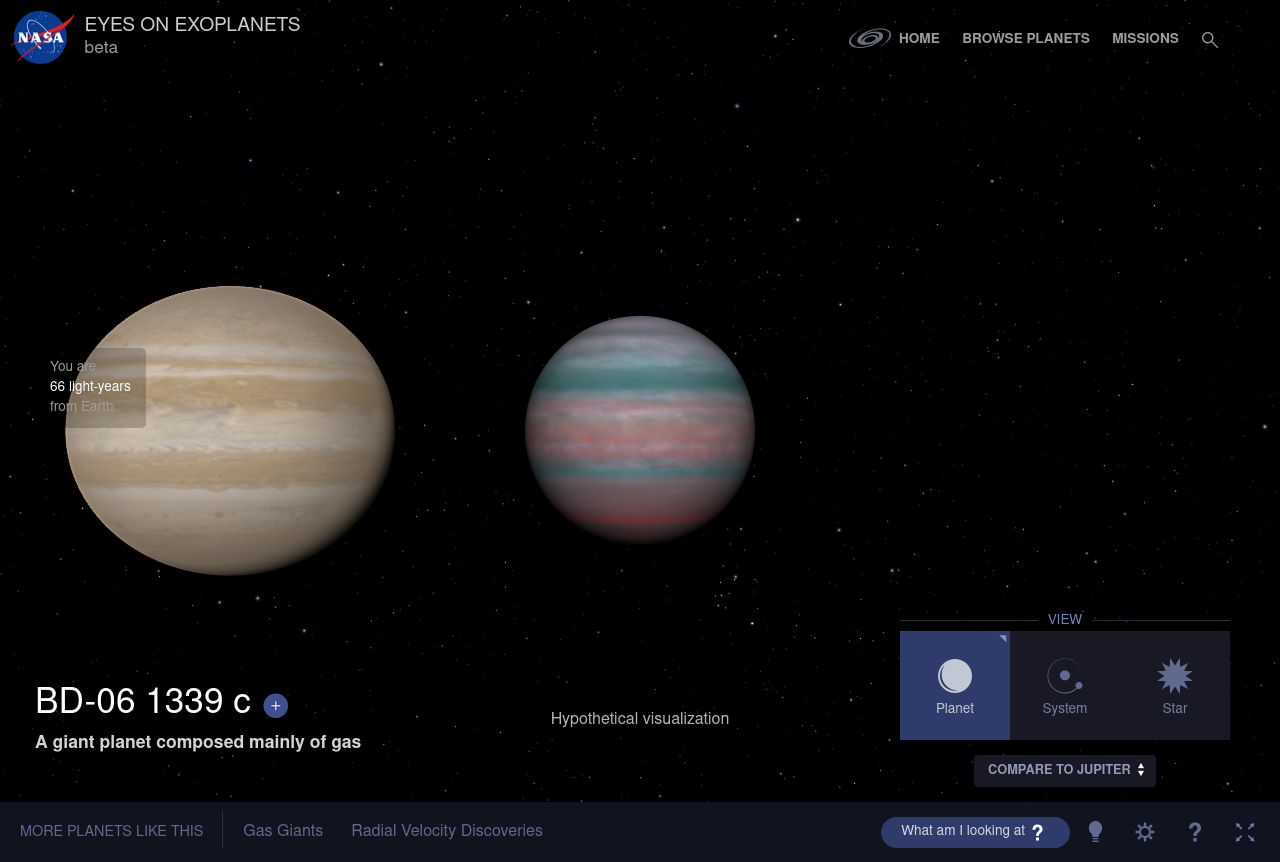 NASA
EYES ON EXOPLANETS
beta
HOME
BROWSE PLANETS
MISSIONS
You are
66 light-years
from Earth
BD-06 1339 c +
A giant planet composed mainly of gas
Hypothetical visualization
VIEW
Planet
System
Star
COMPARE TO JUPITER
MORE PLANETS LIKE THIS
Gas Giants
Radial Velocity Discoveries
What am I looking at ?
?